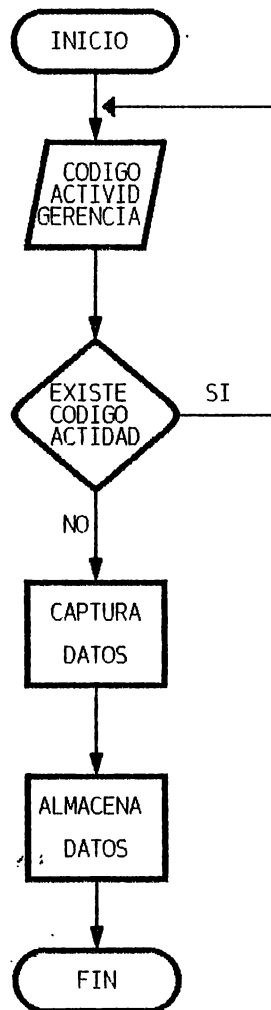 INICIO
CODIGO
ACTIVID
GERENCIA
EXISTE
CODIGO
ACTIDAD
SI
NO
CAPTURA
DATOS
ALMACENA
DATOS
FIN